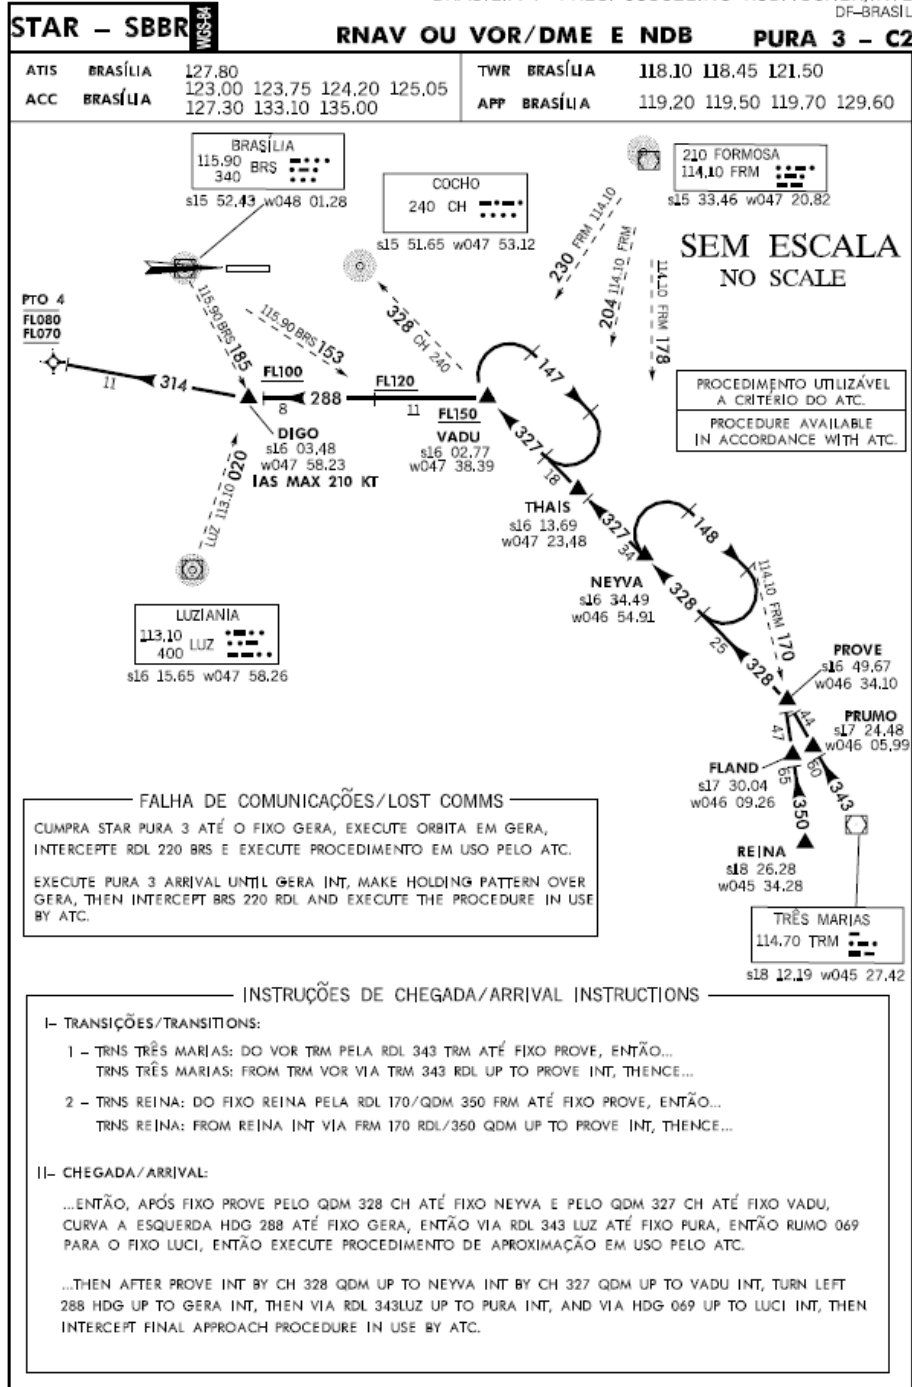 DF-BRASIL
STAR - SBBR
WGS-84
RNAV OU VOR/DME E NDB
PURA 3 - C2
ATIS BRASÍLIA 127.80
ACC BRASÍLIA 123.00 123.75 124.20 125.05
127.30 133.10 135.00
TWR BRASÍLIA 118.10 118.45 121.50
APP BRASÍLIA 119.20 119.50 119.70 129.60
BRASÍLIA
115.90 BRS
340
s15 52.43 w048 01.28
COCHO
240 CH
s15 51.65 w047 53.12
210 FORMOSA
114.10 FRM
s15 33.46 w047 20.82
SEM ESCALA
NO SCALE
230 FRM 114.10
204 114.10 FRM
114.10 FRM 178
PTO 4
FL080
FL070
11
314
115.90 BRS 185
115.90 BRS 153
328 CH 240
FL100
8
288
FL120
11
FL150
147
327
18
DIGO
s16 03.48
w047 58.23
IAS MAX 210 KT
VADU
s16 02.77
w047 38.39
PROCEDIMENTO UTILIZÁVEL
A CRITÉRIO DO ATC.
PROCEDURE AVAILABLE
IN ACCORDANCE WITH ATC.
LUZ 113.10 020
THAIS
s16 13.69
w047 23.48
327
34
148
NEYVA
s16 34.49
w046 54.91
328
25
328
114.10 FRM 170
LUZIANIA
113.10
400 LUZ
s16 15.65 w047 58.26
PROVE
s16 49.67
w046 34.10
PRUMO
s17 24.48
w046 05.99
44
47
FLAND
s17 30.04
w046 09.26
60
65
343
350
REINA
s18 26.28
w045 34.28
TRÊS MARIAS
114.70 TRM
s18 12.19 w045 27.42
FALHA DE COMUNICAÇÕES/LOST COMMS
CUMPRA STAR PURA 3 ATÉ O FIXO GERA, EXECUTE ORBITA EM GERA,
INTERCEPTE RDL 220 BRS E EXECUTE PROCEDIMENTO EM USO PELO ATC.
EXECUTE PURA 3 ARRIVAL UNTIL GERA INT, MAKE HOLDING PATTERN OVER
GERA, THEN INTERCEPT BRS 220 RDL AND EXECUTE THE PROCEDURE IN USE
BY ATC.
INSTRUÇÕES DE CHEGADA/ARRIVAL INSTRUCTIONS
I- TRANSIÇÕES/TRANSITIONS:
1 - TRNS TRÊS MARIAS: DO VOR TRM PELA RDL 343 TRM ATÉ FIXO PROVE, ENTÃO...
TRNS TRÊS MARIAS: FROM TRM VOR VIA TRM 343 RDL UP TO PROVE INT, THENCE...
2 - TRNS REINA: DO FIXO REINA PELA RDL 170/QDM 350 FRM ATÉ FIXO PROVE, ENTÃO...
TRNS REINA: FROM REINA INT VIA FRM 170 RDL/350 QDM UP TO PROVE INT, THENCE...
II- CHEGADA/ARRIVAL:
...ENTÃO, APÓS FIXO PROVE PELO QDM 328 CH ATÉ FIXO NEYVA E PELO QDM 327 CH ATÉ FIXO VADU,
CURVA A ESQUERDA HDG 288 ATÉ FIXO GERA, ENTÃO VIA RDL 343 LUZ ATÉ FIXO PURA, ENTÃO RUMO 069
PARA O FIXO LUCI, ENTÃO EXECUTE PROCEDIMENTO DE APROXIMAÇÃO EM USO PELO ATC.
...THEN AFTER PROVE INT BY CH 328 QDM UP TO NEYVA INT BY CH 327 QDM UP TO VADU INT, TURN LEFT
288 HDG UP TO GERA INT, THEN VIA RDL 343LUZ UP TO PURA INT, AND VIA HDG 069 UP TO LUCI INT, THEN
INTERCEPT FINAL APPROACH PROCEDURE IN USE BY ATC.